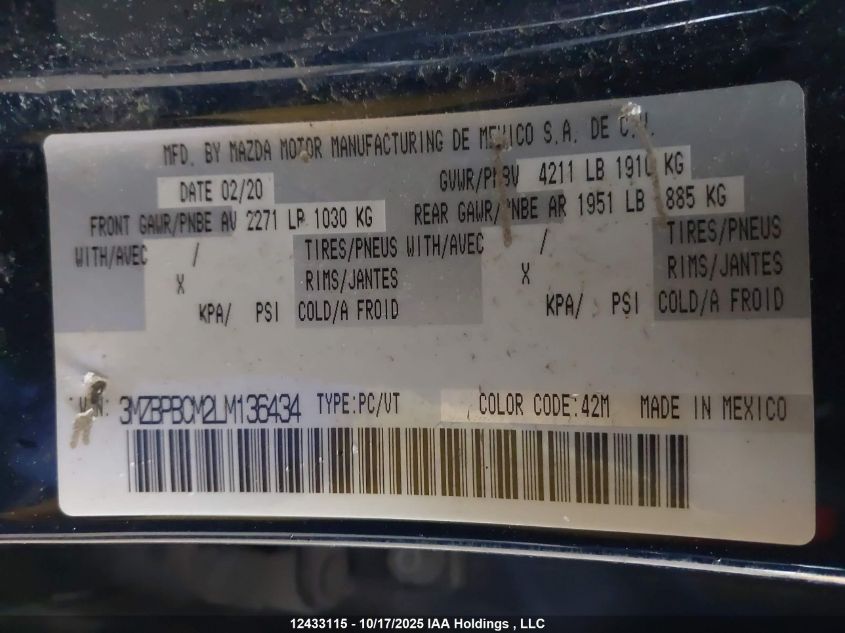 MFD. BY MAZDA MOTOR MANUFACTURING DE MEXICO S.A. DE C.V.
DATE 02/20 GVWR/PNBV 4211 LB 1910 KG
FRONT GAWR/PNBE AV 2271 LB 1030 KG REAR GAWR/PNBE AR 1951 LB 885 KG
WITH/AVEC / TIRES/PNEUS WITH/AVEC / TIRES/PNEUS
X RIMS/JANTES X RIMS/JANTES
KPA/ PSI COLD/A FROID KPA/ PSI COLD/A FROID
V.I.N: 3MZBPBCM2LM136434 TYPE:PC/VT COLOR CODE:42M MADE IN MEXICO
12433115 - 10/17/2025 IAA Holdings , LLC